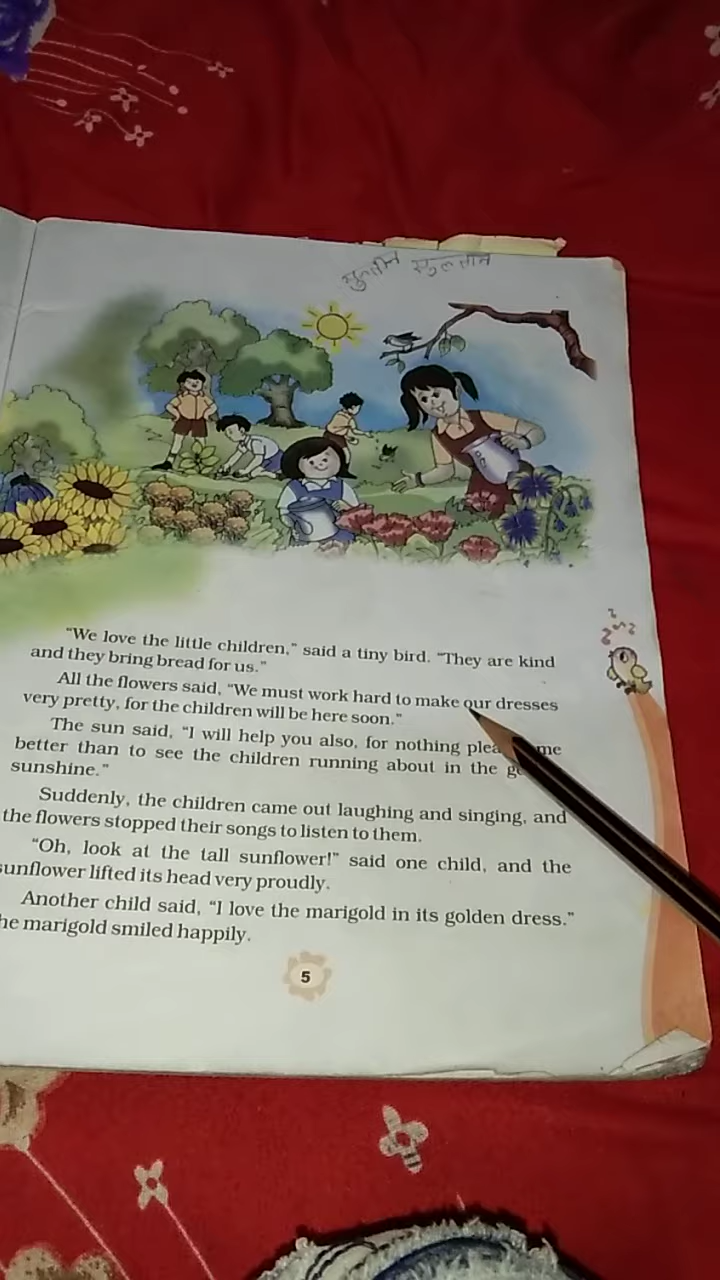 सुलतान सुलतान
"We love the little children," said a tiny bird. "They are kind
and they bring bread for us."
All the flowers said, "We must work hard to make our dresses
very pretty, for the children will be here soon."
The sun said, "I will help you also, for nothing plea me
better than to see the children running about in the g
sunshine."
Suddenly, the children came out laughing and singing, and
the flowers stopped their songs to listen to them.
"Oh, look at the tall sunflower!" said one child, and the
sunflower lifted its head very proudly.
Another child said, "I love the marigold in its golden dress."
he marigold smiled happily.
5